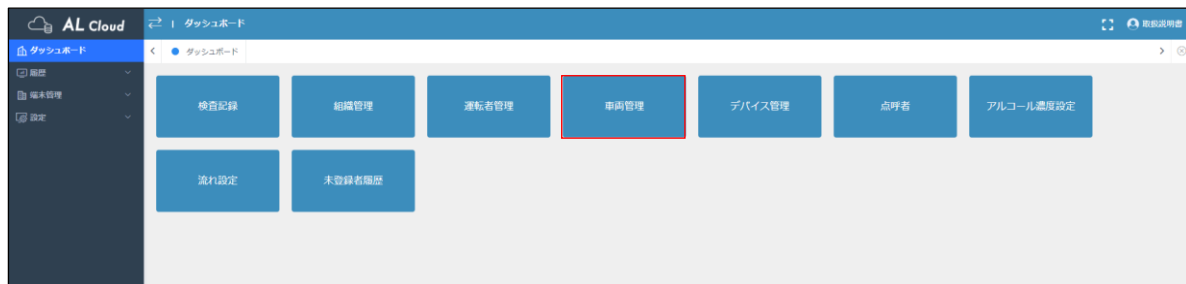 AL Cloud
ダッシュボード
取扱説明書
ダッシュボード
ダッシュボード
履歴
端末管理
設定
検査記録
組織管理
運転者管理
車両管理
デバイス管理
点呼者
アルコール濃度設定
流れ設定
未登録者履歴